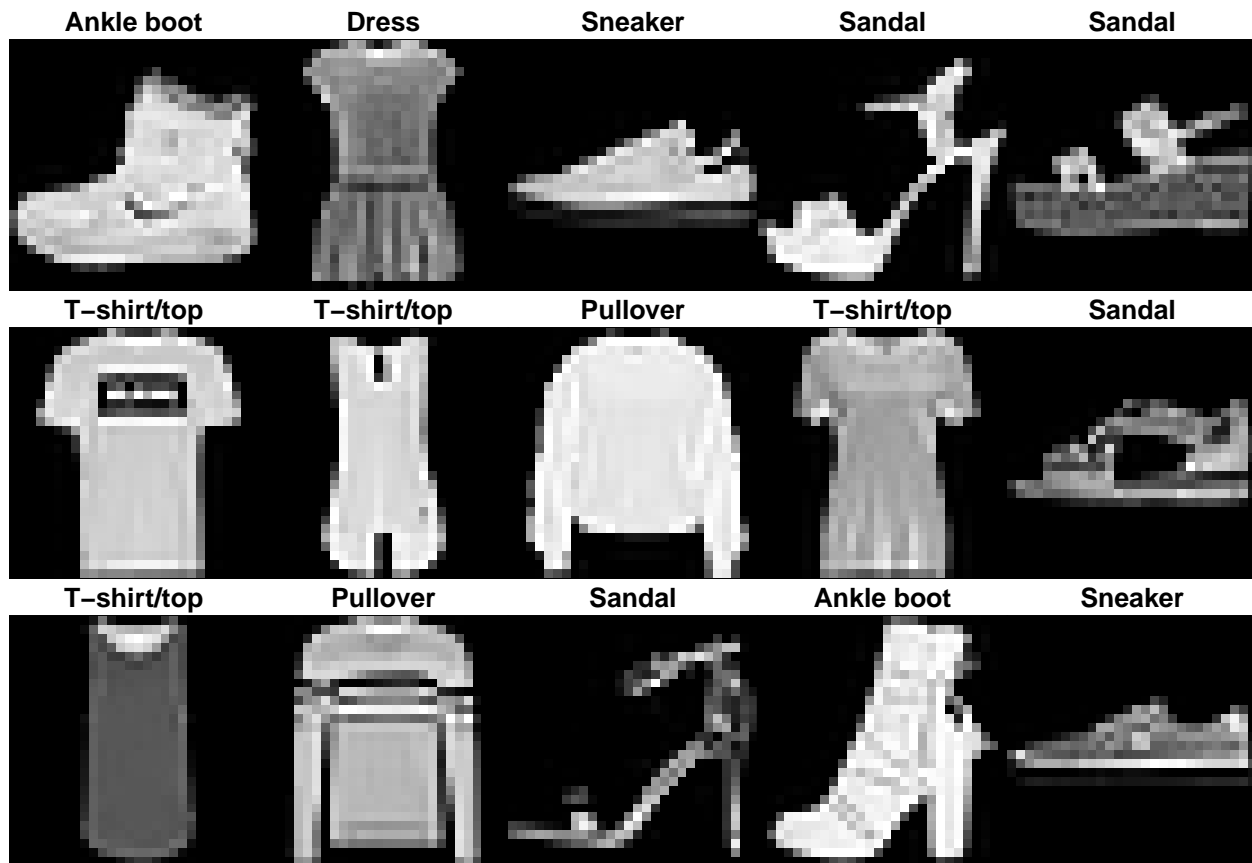 Ankle boot Dress Sneaker Sandal Sandal
T−shirt/top T−shirt/top Pullover T−shirt/top Sandal
T−shirt/top Pullover Sandal Ankle boot Sneaker